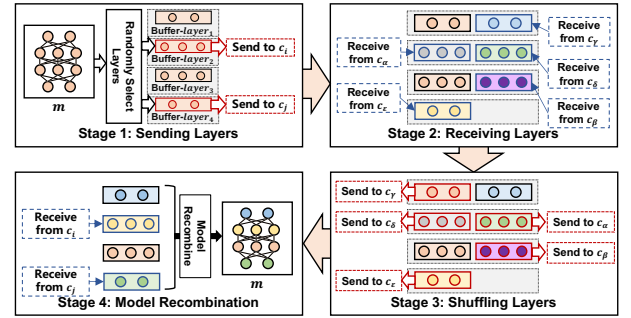 m
Randomly Select
Layers
Buffer-layer1
Buffer-layer2
Buffer-layer3
Buffer-layer4
Send to ci
Send to cj
Stage 1: Sending Layers
Receive
from cα
Receive
from cε
Receive
from cγ
Receive
from cδ
Receive
from cβ
Stage 2: Receiving Layers
Receive
from ci
Receive
from cj
Model
Recombine
m
Stage 4: Model Recombination
Send to cγ
Send to cδ
Send to cε
Send to cα
Send to cβ
Stage 3: Shuffling Layers